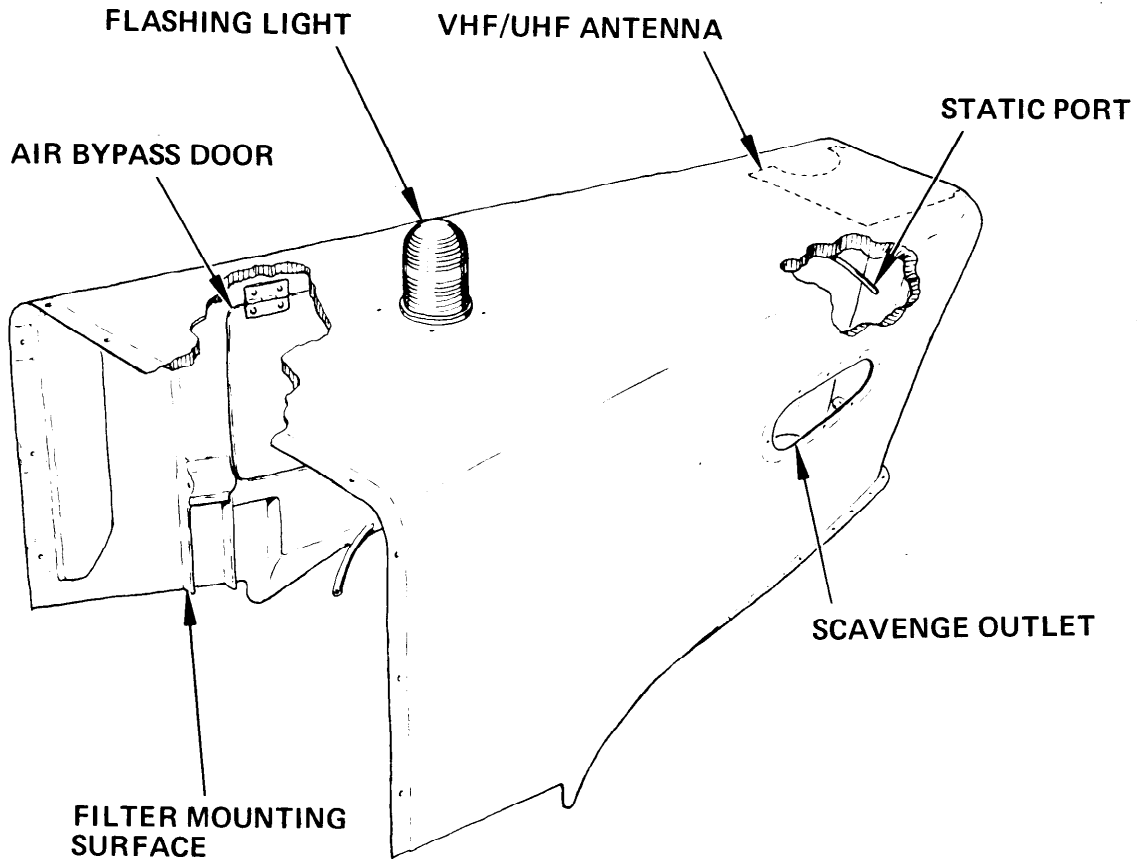 FLASHING LIGHT
VHF/UHF ANTENNA
STATIC PORT
AIR BYPASS DOOR
SCAVENGE OUTLET
FILTER MOUNTING
SURFACE